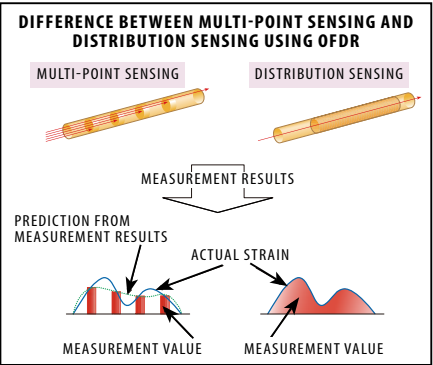 DIFFERENCE BETWEEN MULTI-POINT SENSING AND
DISTRIBUTION SENSING USING OFDR
MULTI-POINT SENSING
DISTRIBUTION SENSING
MEASUREMENT RESULTS
PREDICTION FROM
MEASUREMENT RESULTS
ACTUAL STRAIN
MEASUREMENT VALUE
MEASUREMENT VALUE